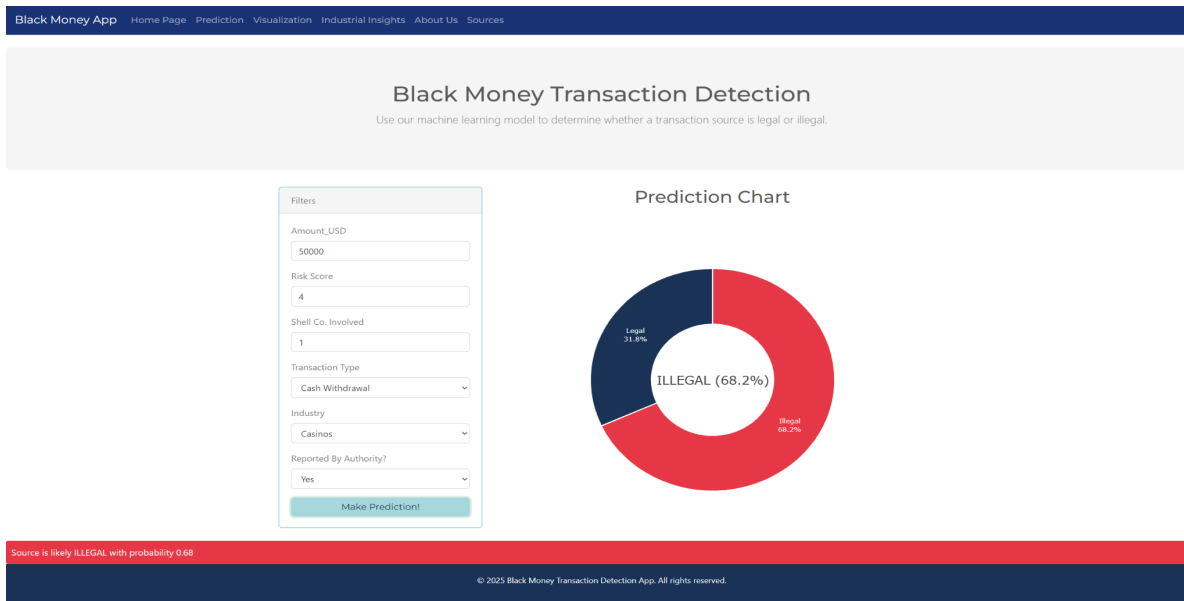 Black Money App Home Page Prediction Visualization Industrial Insights About Us Sources
Black Money Transaction Detection
Use our machine learning model to determine whether a transaction source is legal or illegal.
Filters
Amount_USD
50000
Risk Score
4
Shell Co. Involved
1
Transaction Type
Cash Withdrawal
Industry
Casinos
Reported By Authority?
Yes
Make Prediction!
Prediction Chart
Legal
31.8%
ILLEGAL (68.2%)
Illegal
68.2%
Source is likely ILLEGAL with probability 0.68
© 2025 Black Money Transaction Detection App. All rights reserved.